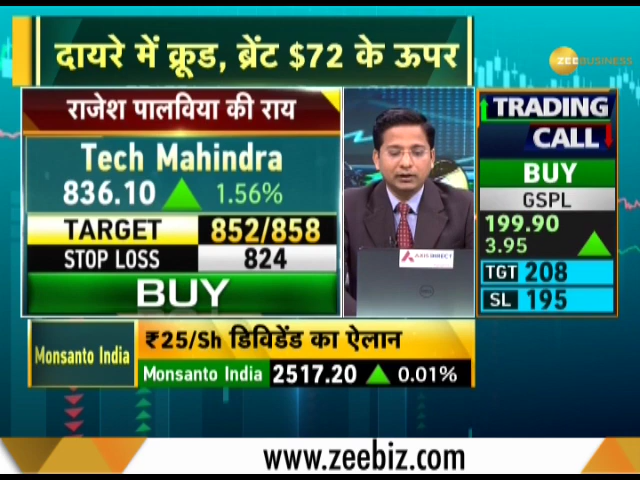 दायरे में क्रूड, ब्रेंट $72 के ऊपर
ZEEBUSINESS
राजेश पालविया की राय
Tech Mahindra
836.10 1.56%
TARGET 852/858
STOP LOSS 824
BUY
AXIS DIRECT
DELL
TRADING
CALL
BUY
GSPL
199.90
3.95
TGT 208
SL 195
Monsanto India
₹25/Sh डिविडेंड का ऐलान
Monsanto India 2517.20 0.01%
www.zeebiz.com